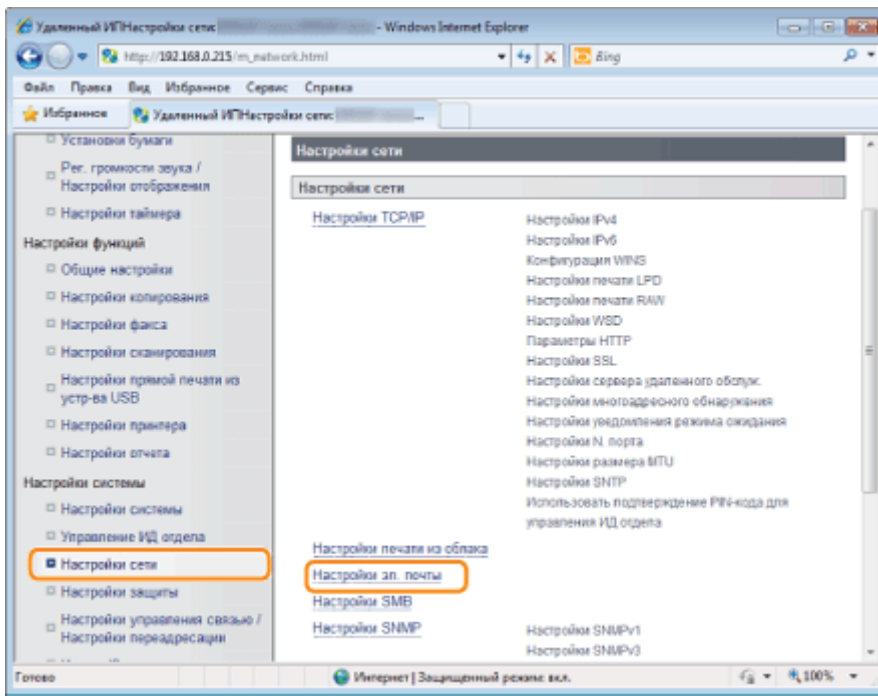 Удаленный ИПНастройки сети: - Windows Internet Explorer
http://192.168.0.215/m_network.html
Bing
Файл Правка Вид Избранное Сервис Справка
Избранное
Удаленный ИПНастройки сети: ...
Установки бумаги
Рег. громкости звука /
Настройки отображения
Настройки таймера
Настройки функций
Общие настройки
Настройки копирования
Настройки факса
Настройки сканирования
Настройки прямой печати из
устр-ва USB
Настройки принтера
Настройки отчета
Настройки системы
Настройки системы
Управление ИД отдела
Настройки сети
Настройки защиты
Настройки управления связью /
Настройки переадресации
Настройки сети
Настройки сети
Настройки TCP/IP
Настройки IPv4
Настройки IPv6
Конфигурация WINS
Настройки печати LPD
Настройки печати RAW
Настройки WSD
Параметры HTTP
Настройки SSL
Настройки сервера удаленного обслуж.
Настройки многоадресного обнаружения
Настройки уведомления режима ожидания
Настройки N. порта
Настройки размера MTU
Настройки SNTP
Использовать подтверждение PIN-кода для
управления ИД отдела
Настройки печати из облака
Настройки эл. почты
Настройки SMB
Настройки SNMP
Настройки SNMPv1
Настройки SNMPv3
Готово
Интернет | Защищенный режим: вкл.
100%